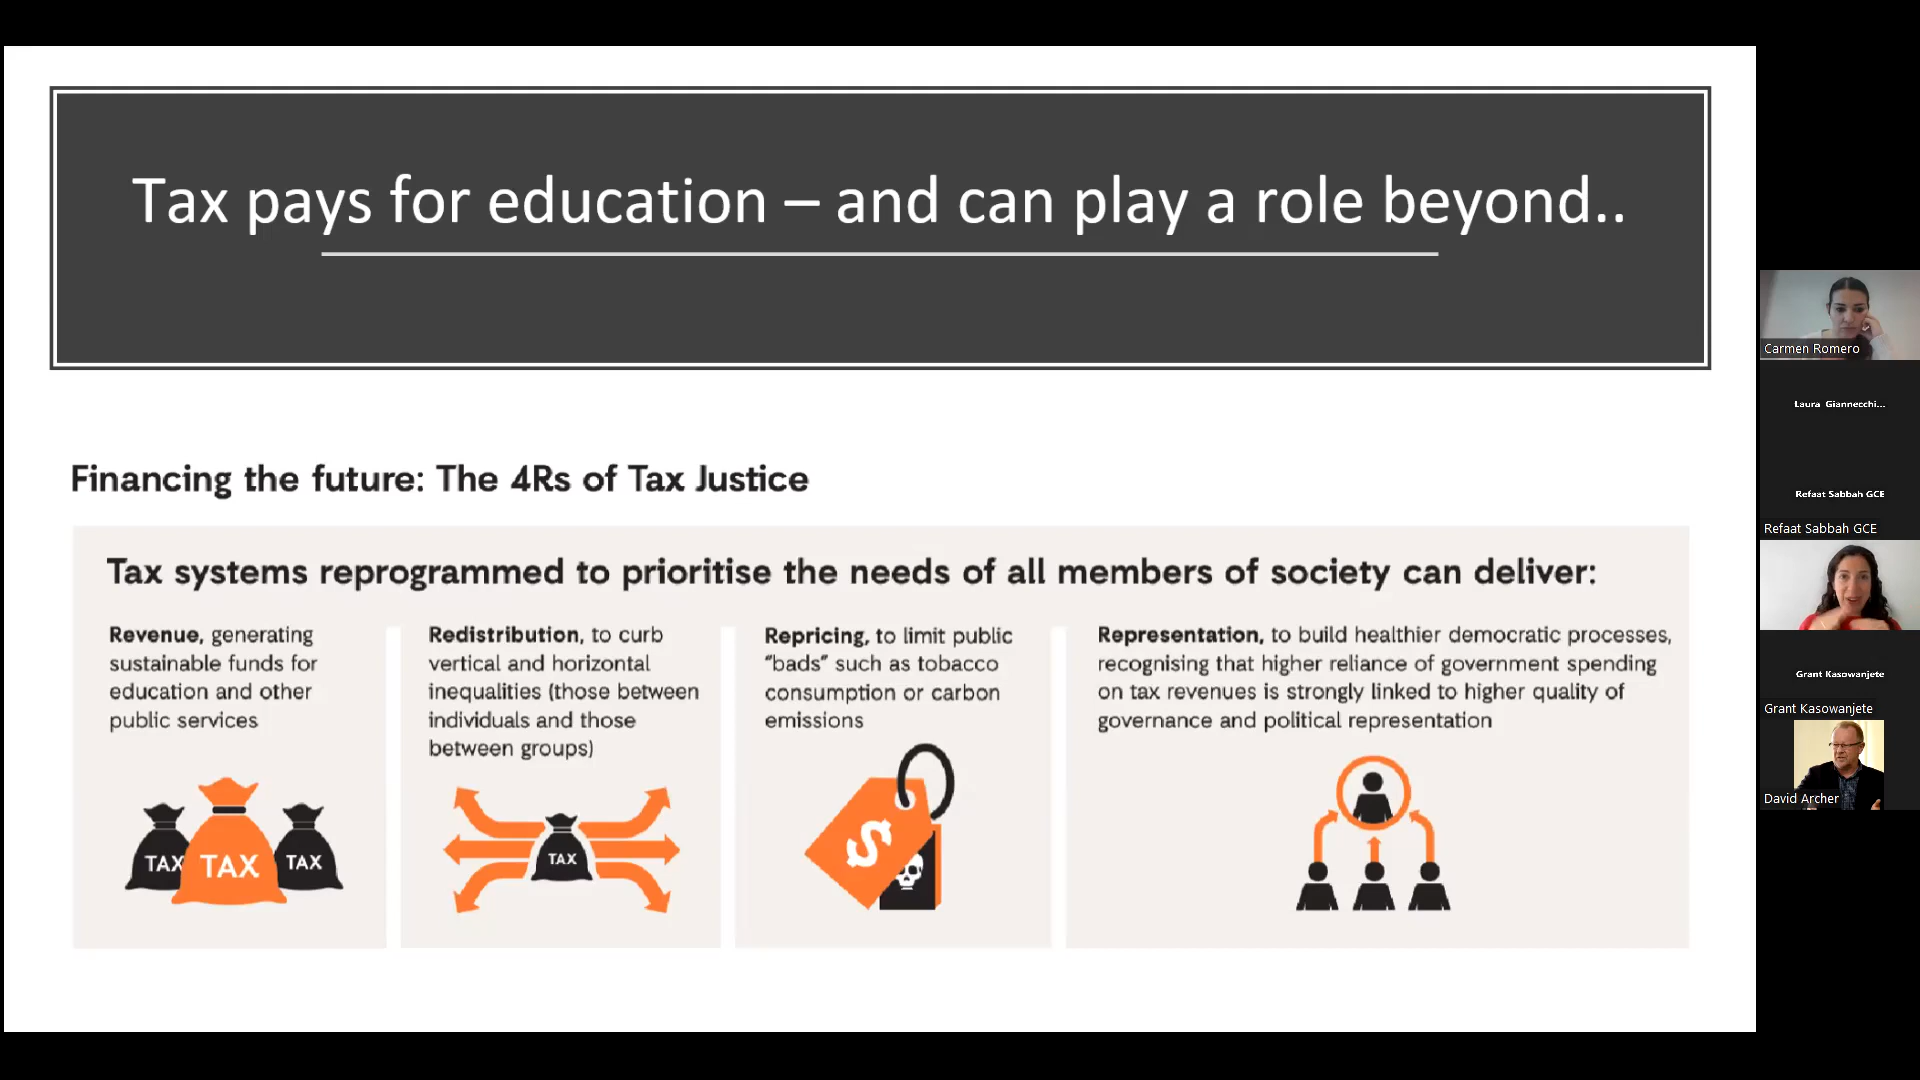 Tax pays for education – and can play a role beyond..
Financing the future: The 4Rs of Tax Justice
Tax systems reprogrammed to prioritise the needs of all members of society can deliver:
Revenue, generating
sustainable funds for
education and other
public services
TAX
TAX
TAX
Redistribution, to curb
vertical and horizontal
inequalities (those between
individuals and those
between groups)
TAX
Repricing, to limit public
“bads” such as tobacco
consumption or carbon
emissions
$
Representation, to build healthier democratic processes,
recognising that higher reliance of government spending
on tax revenues is strongly linked to higher quality of
governance and political representation
Carmen Romero
Laura Giannecchi...
Refaat Sabbah GCE
Refaat Sabbah GCE
Grant Kasowanjete
Grant Kasowanjete
David Archer